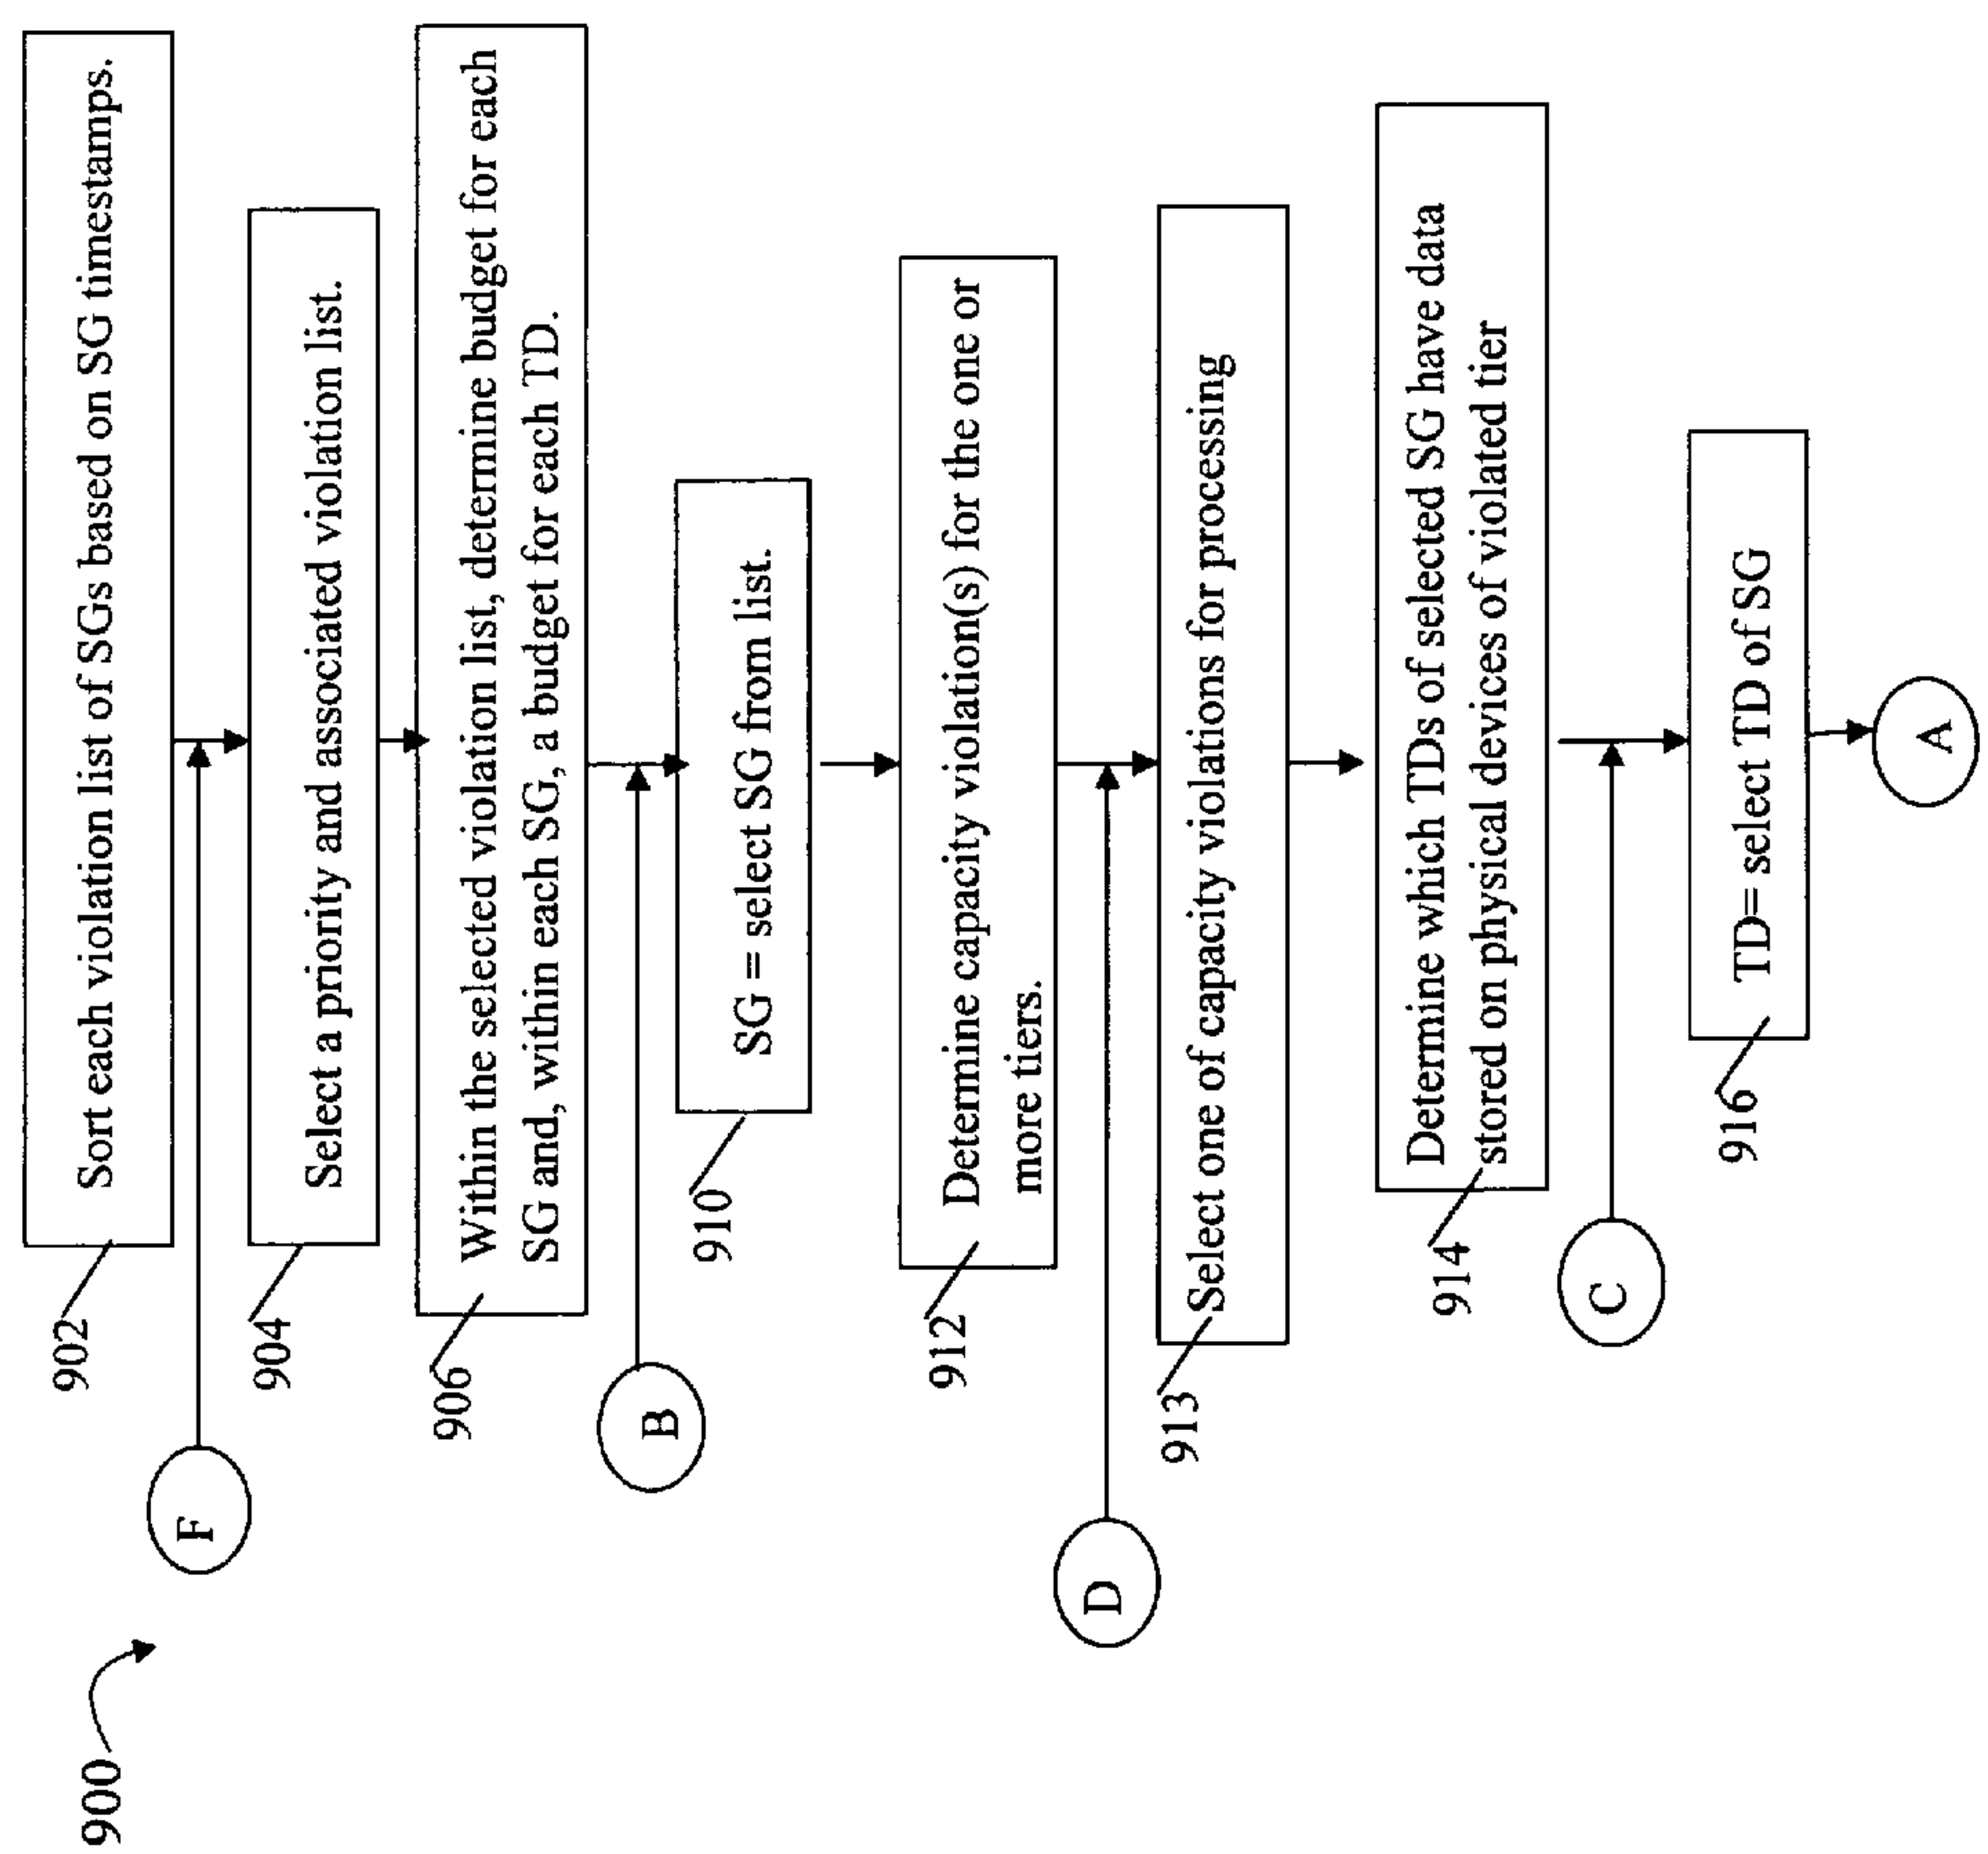 900
902
Sort each violation list of SGs based on SG timestamps.
F
904
Select a priority and associated violation list.
906
Within the selected violation list, determine budget for each
SG and, within each SG, a budget for each TD.
B
910
SG = select SG from list.
912
Determine capacity violation(s) for the one or
more tiers.
D
913
Select one of capacity violations for processing
914
Determine which TDs of selected SG have data
stored on physical devices of violated tier
C
916
TD= select TD of SG
A